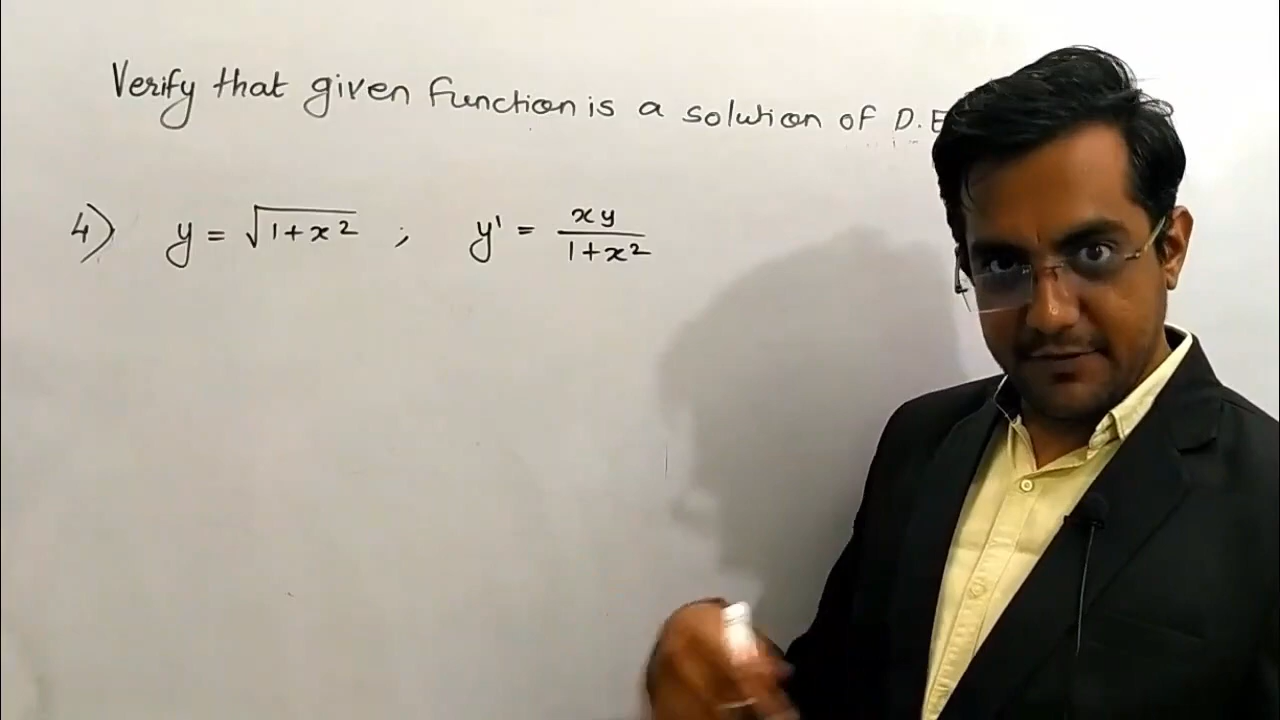 Verify that given function is a solution of D.E
4) y = √1+x² ; y' = xy/1+x²